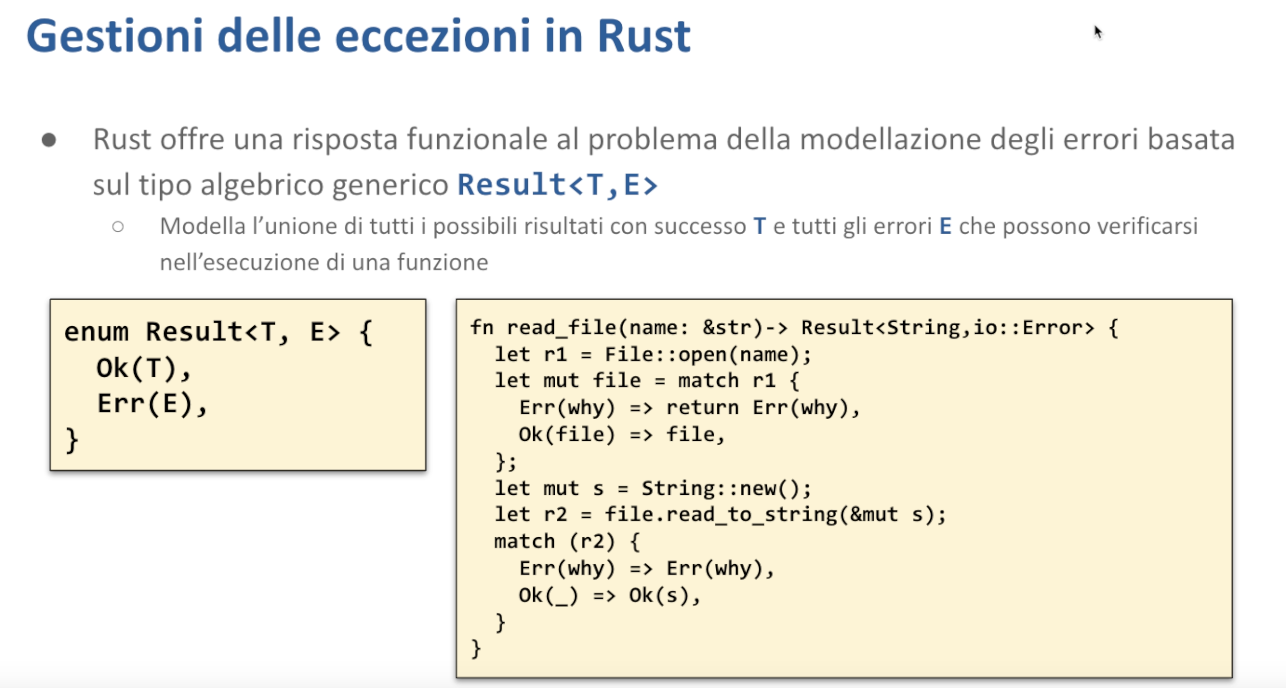 Gestioni delle eccezioni in Rust
● Rust offre una risposta funzionale al problema della modellazione degli errori basata
sul tipo algebrico generico Result<T,E>
○ Modella l’unione di tutti i possibili risultati con successo T e tutti gli errori E che possono verificarsi
nell’esecuzione di una funzione
enum Result<T, E> {
  Ok(T),
  Err(E),
}
fn read_file(name: &str)-> Result<String,io::Error> {
  let r1 = File::open(name);
  let mut file = match r1 {
    Err(why) => return Err(why),
    Ok(file) => file,
  };
  let mut s = String::new();
  let r2 = file.read_to_string(&mut s);
  match (r2) {
    Err(why) => Err(why),
    Ok(_) => Ok(s),
  }
}